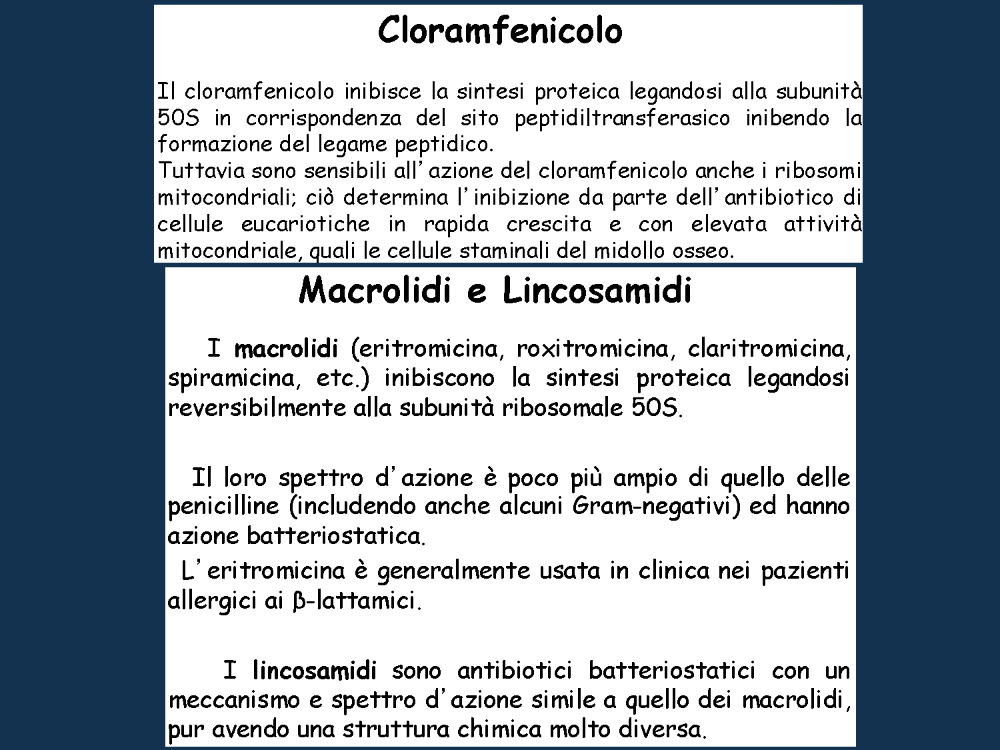 Cloramfenicolo
Il cloramfenicolo inibisce la sintesi proteica legandosi alla subunità
50S in corrispondenza del sito peptidiltransferasico inibendo la
formazione del legame peptidico.
Tuttavia sono sensibili all’azione del cloramfenicolo anche i ribosomi
mitocondriali; ciò determina l’inibizione da parte dell’antibiotico di
cellule eucariotiche in rapida crescita e con elevata attività
mitocondriale, quali le cellule staminali del midollo osseo.
Macrolidi e Lincosamidi
I macrolidi (eritromicina, roxitromicina, claritromicina,
spiramicina, etc.) inibiscono la sintesi proteica legandosi
reversibilmente alla subunità ribosomale 50S.
Il loro spettro d’azione è poco più ampio di quello delle
penicilline (includendo anche alcuni Gram-negativi) ed hanno
azione batteriostatica.
L’eritromicina è generalmente usata in clinica nei pazienti
allergici ai β-lattamici.
I lincosamidi sono antibiotici batteriostatici con un
meccanismo e spettro d’azione simile a quello dei macrolidi,
pur avendo una struttura chimica molto diversa.